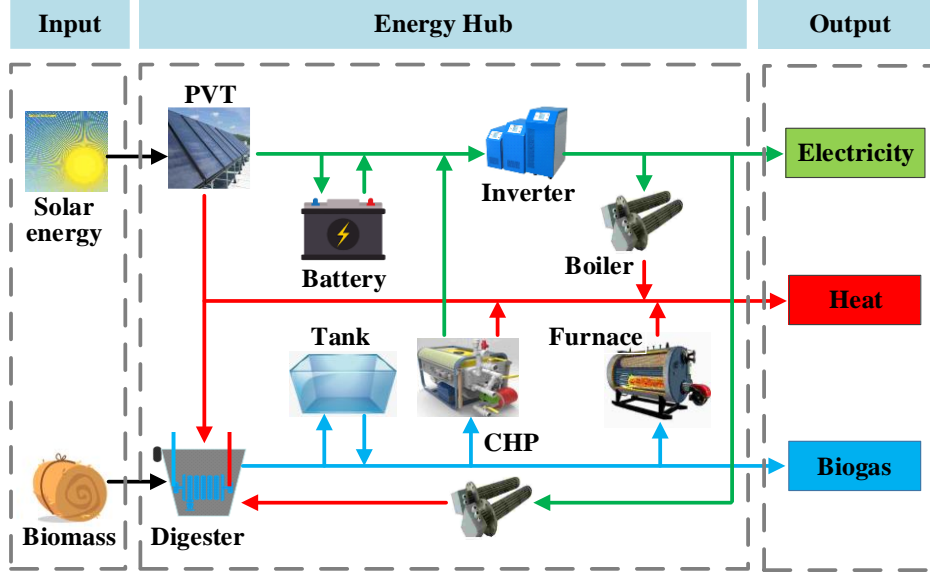 Input
Energy Hub
Output
PVT
Solar
energy
Battery
Inverter
Boiler
Electricity
Heat
Tank
Furnace
CHP
Biogas
Biomass
Digester